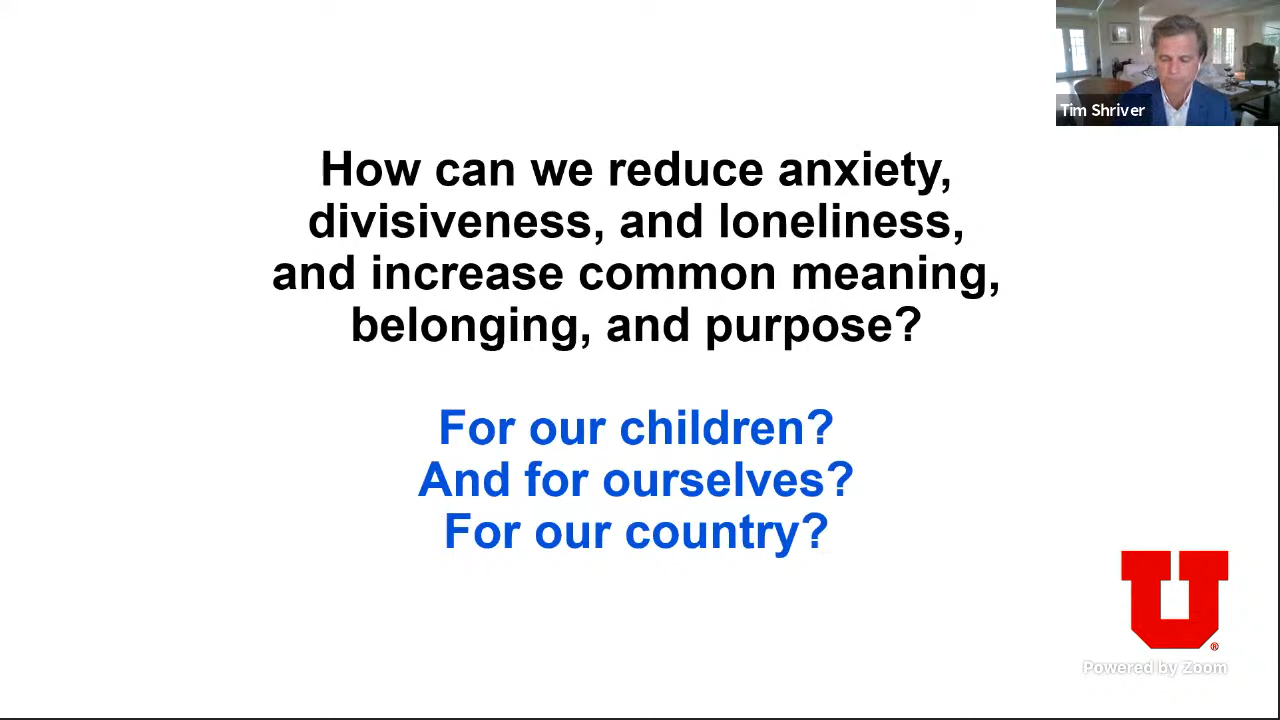 Tim Shriver
How can we reduce anxiety,
divisiveness, and loneliness,
and increase common meaning,
belonging, and purpose?
For our children?
And for ourselves?
For our country?
U
®
Powered by Zoom